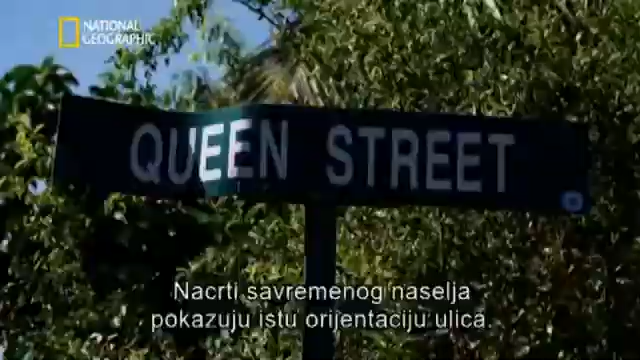 NATIONAL
GEOGRAPHIC
QUEEN STREET
Nacrti savremenog naselja
pokazuju istu orijentaciju ulica.